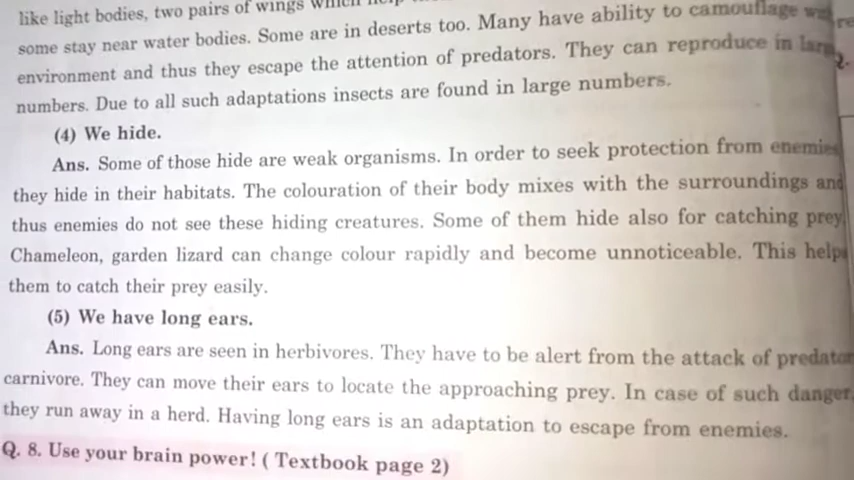 like light bodies, two pairs of wings which help
some stay near water bodies. Some are in deserts too. Many have ability to camouflage
environment and thus they escape the attention of predators. They can reproduce in
numbers. Due to all such adaptations insects are found in large numbers.
(4) We hide.
Ans. Some of those hide are weak organisms. In order to seek protection from enemies
they hide in their habitats. The colouration of their body mixes with the surroundings and
thus enemies do not see these hiding creatures. Some of them hide also for catching prey.
Chameleon, garden lizard can change colour rapidly and become unnoticeable. This helps
them to catch their prey easily.
(5) We have long ears.
Ans. Long ears are seen in herbivores. They have to be alert from the attack of predator
carnivore. They can move their ears to locate the approaching prey. In case of such danger,
they run away in a herd. Having long ears is an adaptation to escape from enemies.
Q. 8. Use your brain power! ( Textbook page 2)